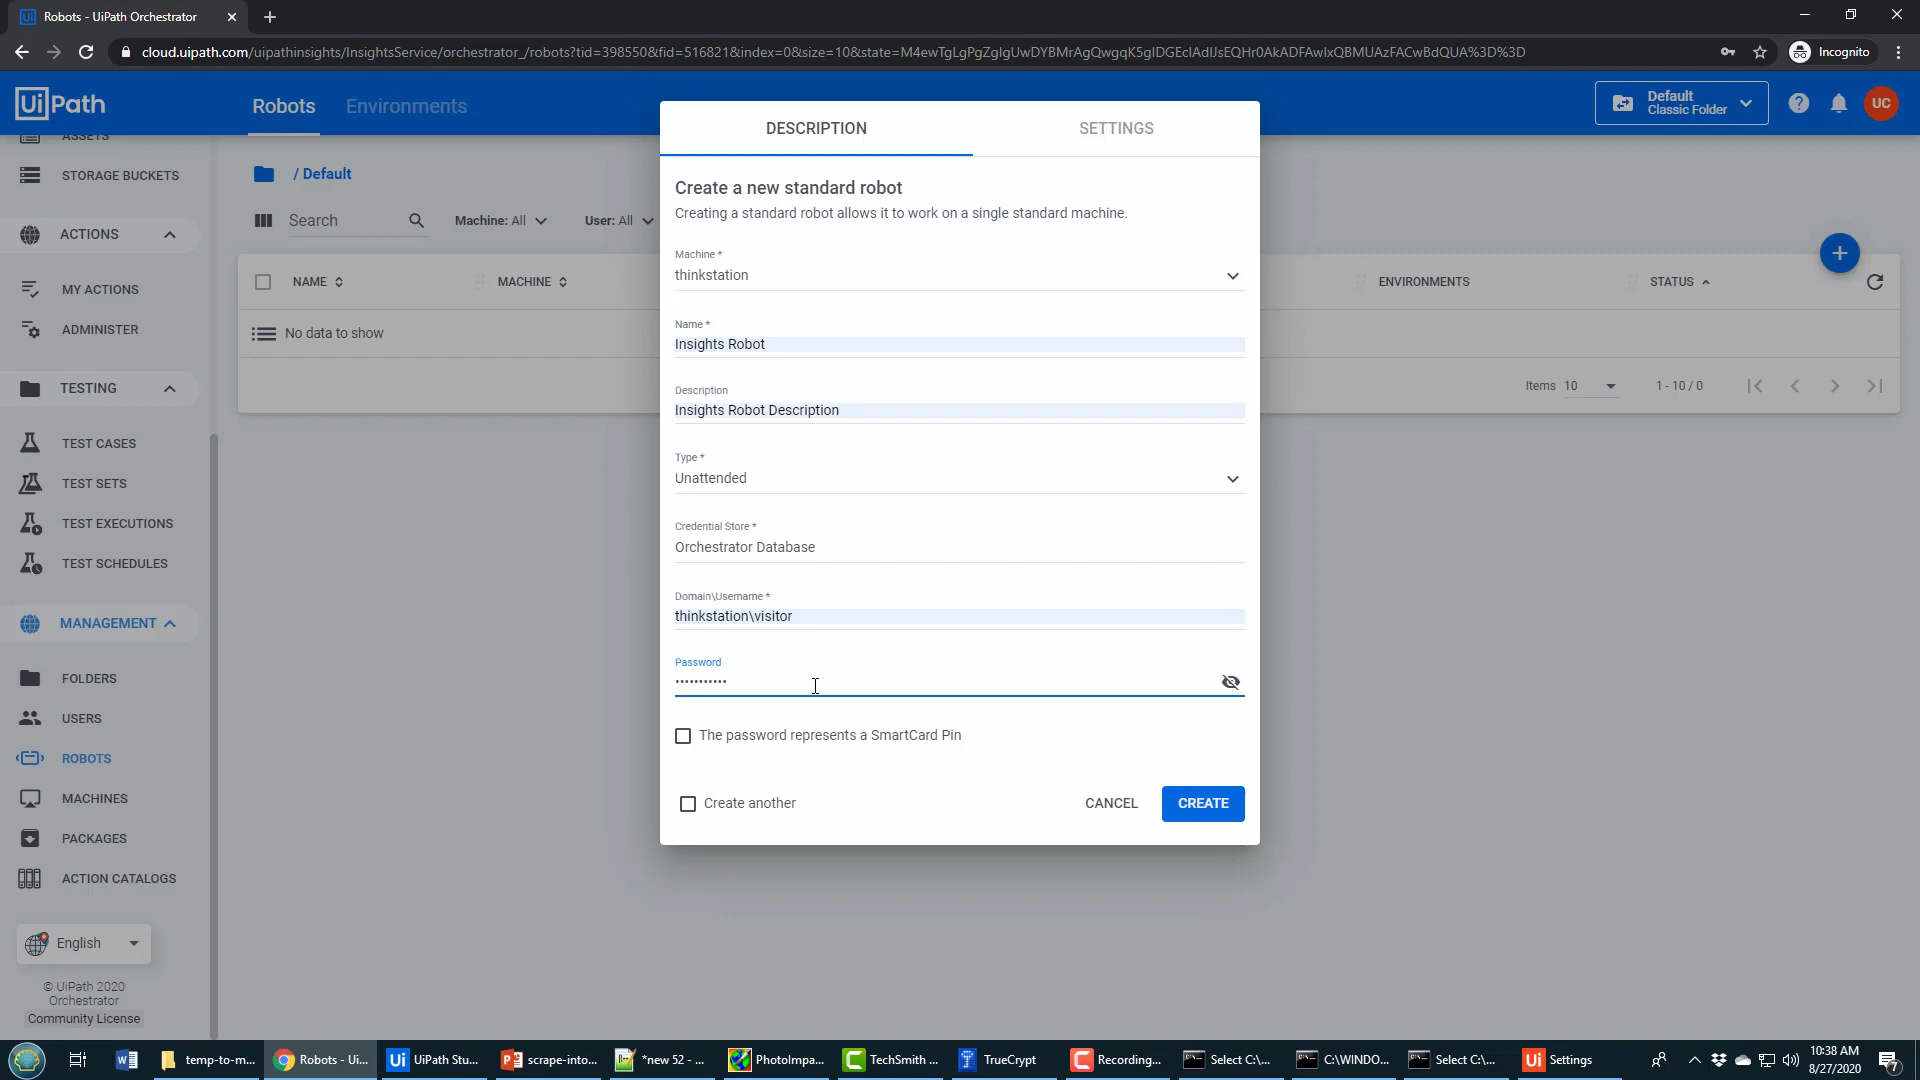 Robots - UiPath Orchestrator
cloud.uipath.com/uipathinsights/InsightsService/orchestrator_/robots?tid=398550&fid=516821&index=0&size=10&state=
Incognito
UiPath
Robots
Environments
Default
Classic Folder
UC
ASSETS
STORAGE BUCKETS
ACTIONS
MY ACTIONS
ADMINISTER
TESTING
TEST CASES
TEST SETS
TEST EXECUTIONS
TEST SCHEDULES
MANAGEMENT
FOLDERS
USERS
ROBOTS
MACHINES
PACKAGES
ACTION CATALOGS
English
© UiPath 2020
Orchestrator
Community License
/ Default
Search
Machine: All
User: All
NAME
MACHINE
ENVIRONMENTS
STATUS
No data to show
Items 10
1 - 10 / 0
DESCRIPTION
SETTINGS
Create a new standard robot
Creating a standard robot allows it to work on a single standard machine.
Machine *
thinkstation
Name *
Insights Robot
Description
Insights Robot Description
Type *
Unattended
Credential Store *
Orchestrator Database
Domain\Username *
thinkstation\visitor
Password
•••••••••••
The password represents a SmartCard Pin
Create another
CANCEL
CREATE
temp-to-m...
Robots - Ui...
UiPath Stu...
scrape-into...
*new 52 - ...
PhotoImpa...
TechSmith ...
TrueCrypt
Recording...
Select C:\...
C:\WINDO...
Select C:\...
Settings
10:38 AM
8/27/2020
7